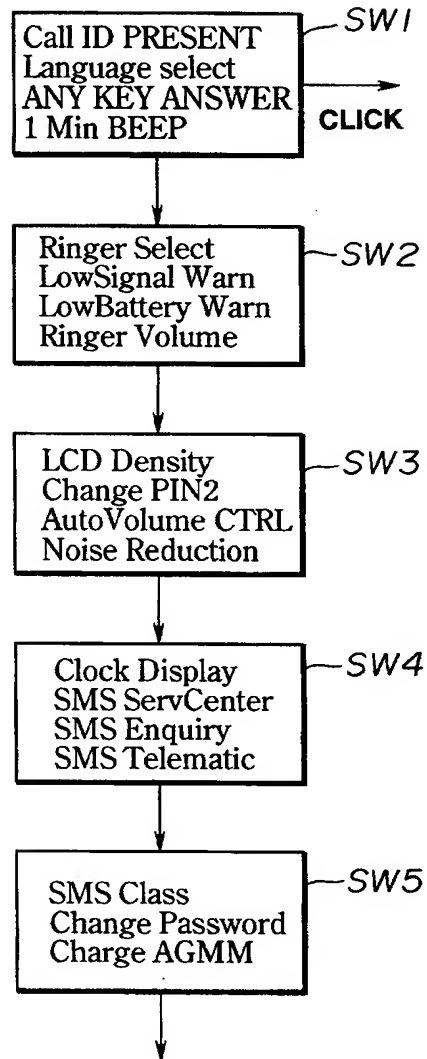 SW1
Call ID PRESENT
Language select
ANY KEY ANSWER
1 Min BEEP
CLICK
SW2
Ringer Select
LowSignal Warn
LowBattery Warn
Ringer Volume
SW3
LCD Density
Change PIN2
AutoVolume CTRL
Noise Reduction
SW4
Clock Display
SMS ServCenter
SMS Enquiry
SMS Telematic
SW5
SMS Class
Change Password
Charge AGMM